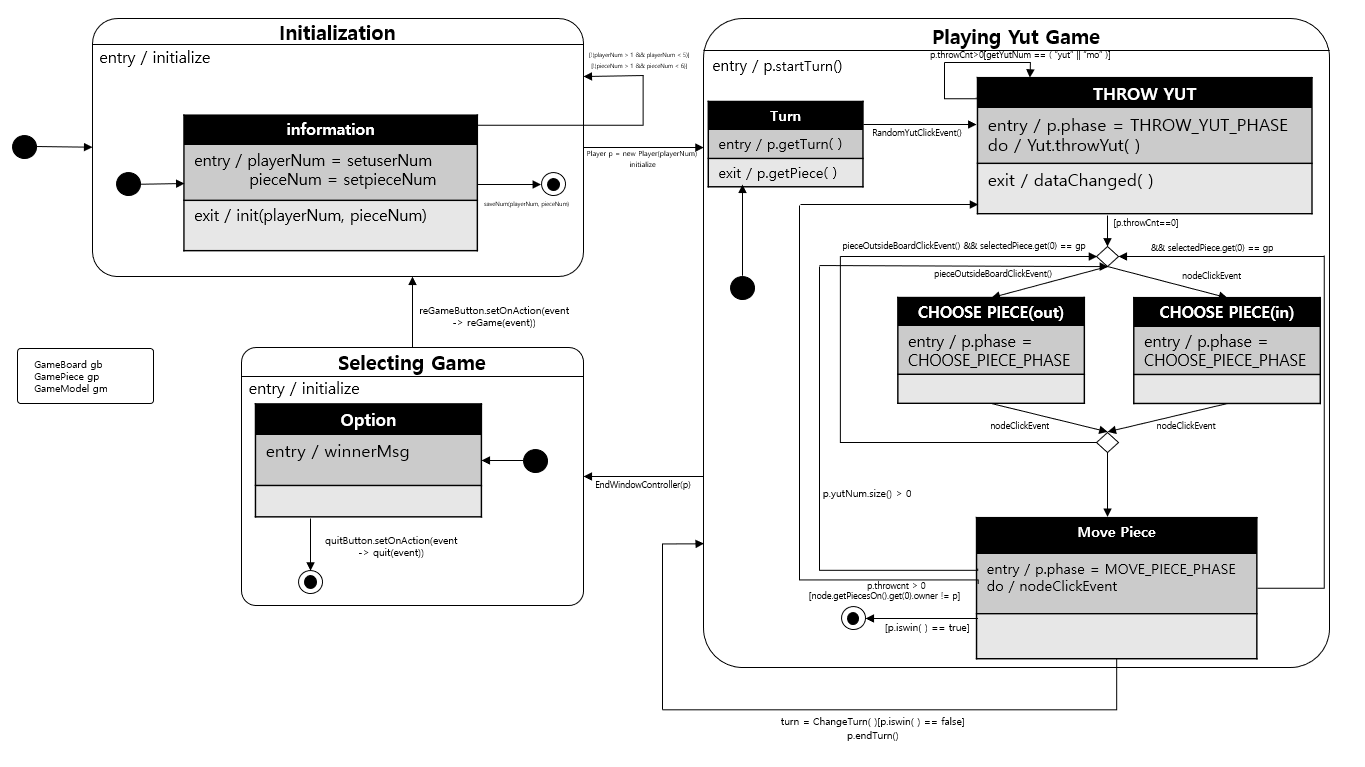 Initialization
entry / initialize
[!(playerNum > 1 && playerNum < 5)]
[!(pieceNum > 1 && pieceNum < 6)]
information
entry / playerNum = setuserNum
pieceNum = setpieceNum
exit / init(playerNum, pieceNum)
saveNum(playerNum, pieceNum)
Player p = new Player(playerNum)
initialize
reGameButton.setOnAction(event
-> reGame(event))
GameBoard gb
GamePiece gp
GameModel gm
Selecting Game
entry / initialize
Option
entry / winnerMsg
quitButton.setOnAction(event
-> quit(event))
EndWindowController(p)
Playing Yut Game
entry / p.startTurn()
p.throwCnt>0[getYutNum == ( "yut" || "mo" )]
Turn
entry / p.getTurn( )
exit / p.getPiece( )
RandomYutClickEvent()
THROW YUT
entry / p.phase = THROW_YUT_PHASE
do / Yut.throwYut( )
exit / dataChanged( )
[p.throwCnt==0]
pieceOutsideBoardClickEvent() && selectedPiece.get(0) == gp
&& selectedPiece.get(0) == gp
pieceOutsideBoardClickEvent()
nodeClickEvent
CHOOSE PIECE(out)
entry / p.phase =
CHOOSE_PIECE_PHASE
CHOOSE PIECE(in)
entry / p.phase =
CHOOSE_PIECE_PHASE
nodeClickEvent
nodeClickEvent
p.yutNum.size() > 0
Move Piece
entry / p.phase = MOVE_PIECE_PHASE
do / nodeClickEvent
p.throwcnt > 0
[node.getPiecesOn().get(0).owner != p]
[p.iswin( ) == true]
turn = ChangeTurn( )[p.iswin( ) == false]
p.endTurn()